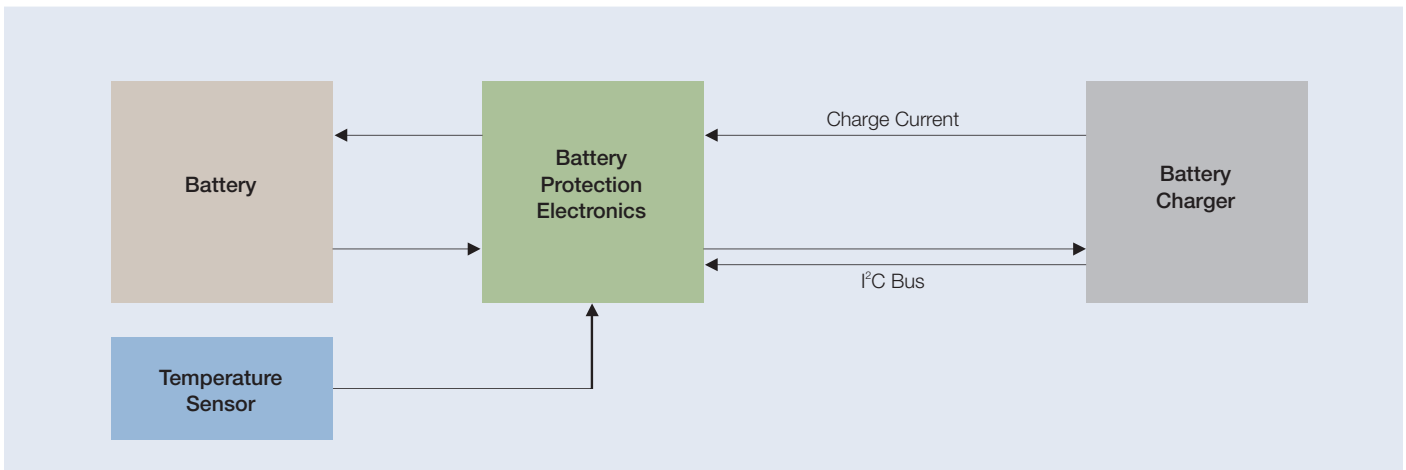 Battery
Battery
Protection
Electronics
Charge Current
I²C Bus
Battery
Charger
Temperature
Sensor